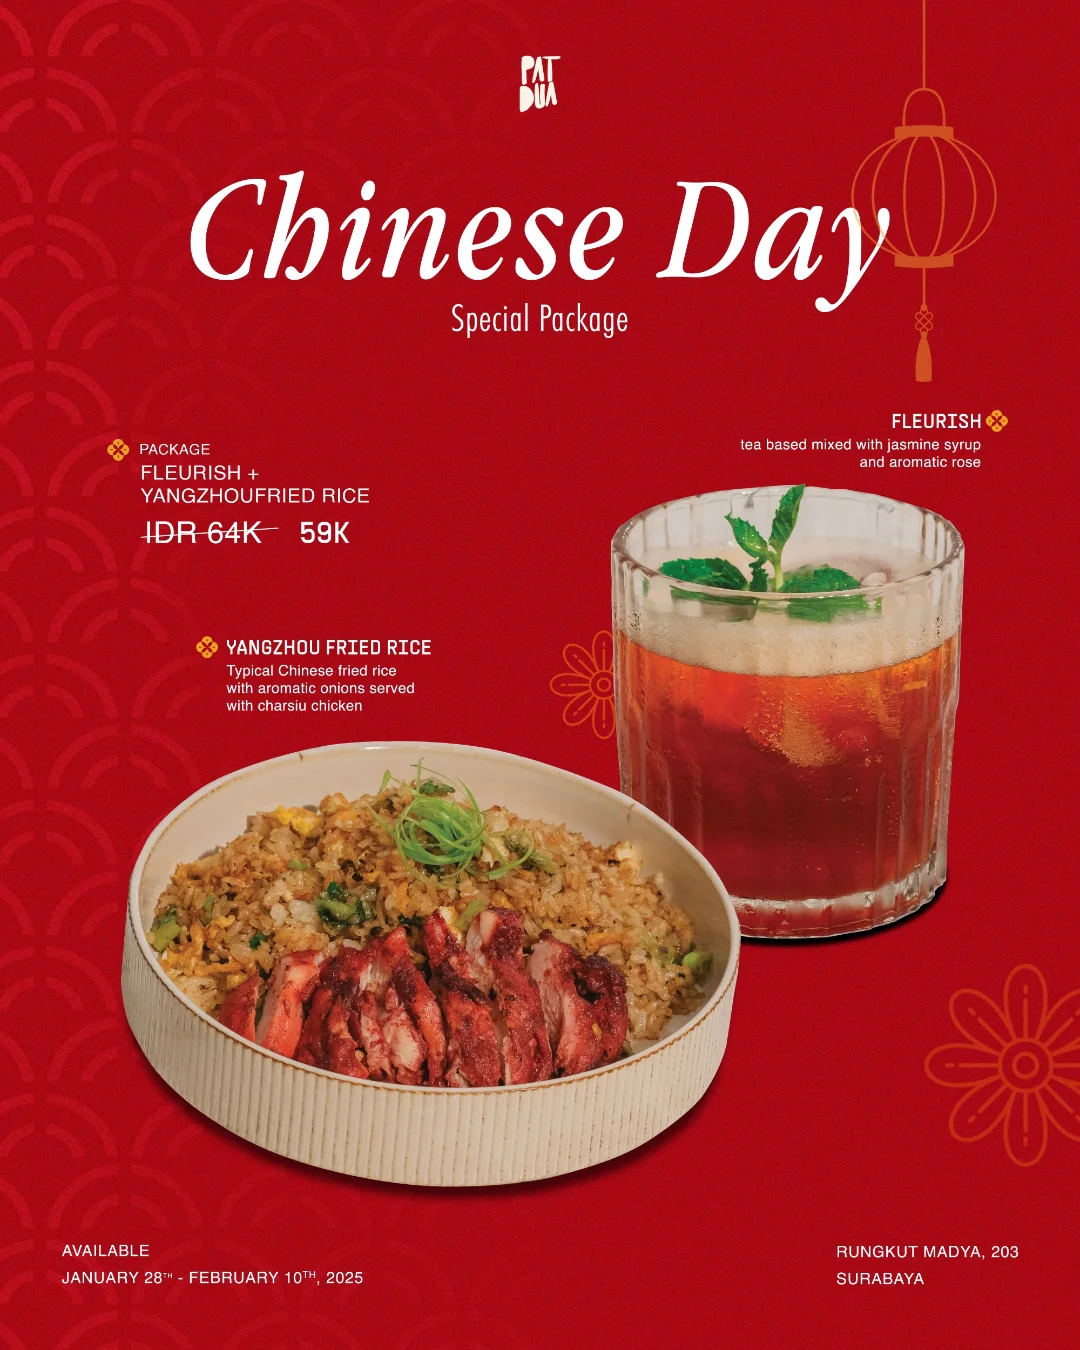 PAT
DUA
Chinese Day
Special Package
FLEURISH
tea based mixed with jasmine syrup
and aromatic rose
PACKAGE
FLEURISH +
YANGZHOUFRIED RICE
IDR 64K 59K
YANGZHOU FRIED RICE
Typical Chinese fried rice
with aromatic onions served
with charsiu chicken
AVAILABLE
JANUARY 28TH - FEBRUARY 10TH, 2025
RUNGKUT MADYA, 203
SURABAYA